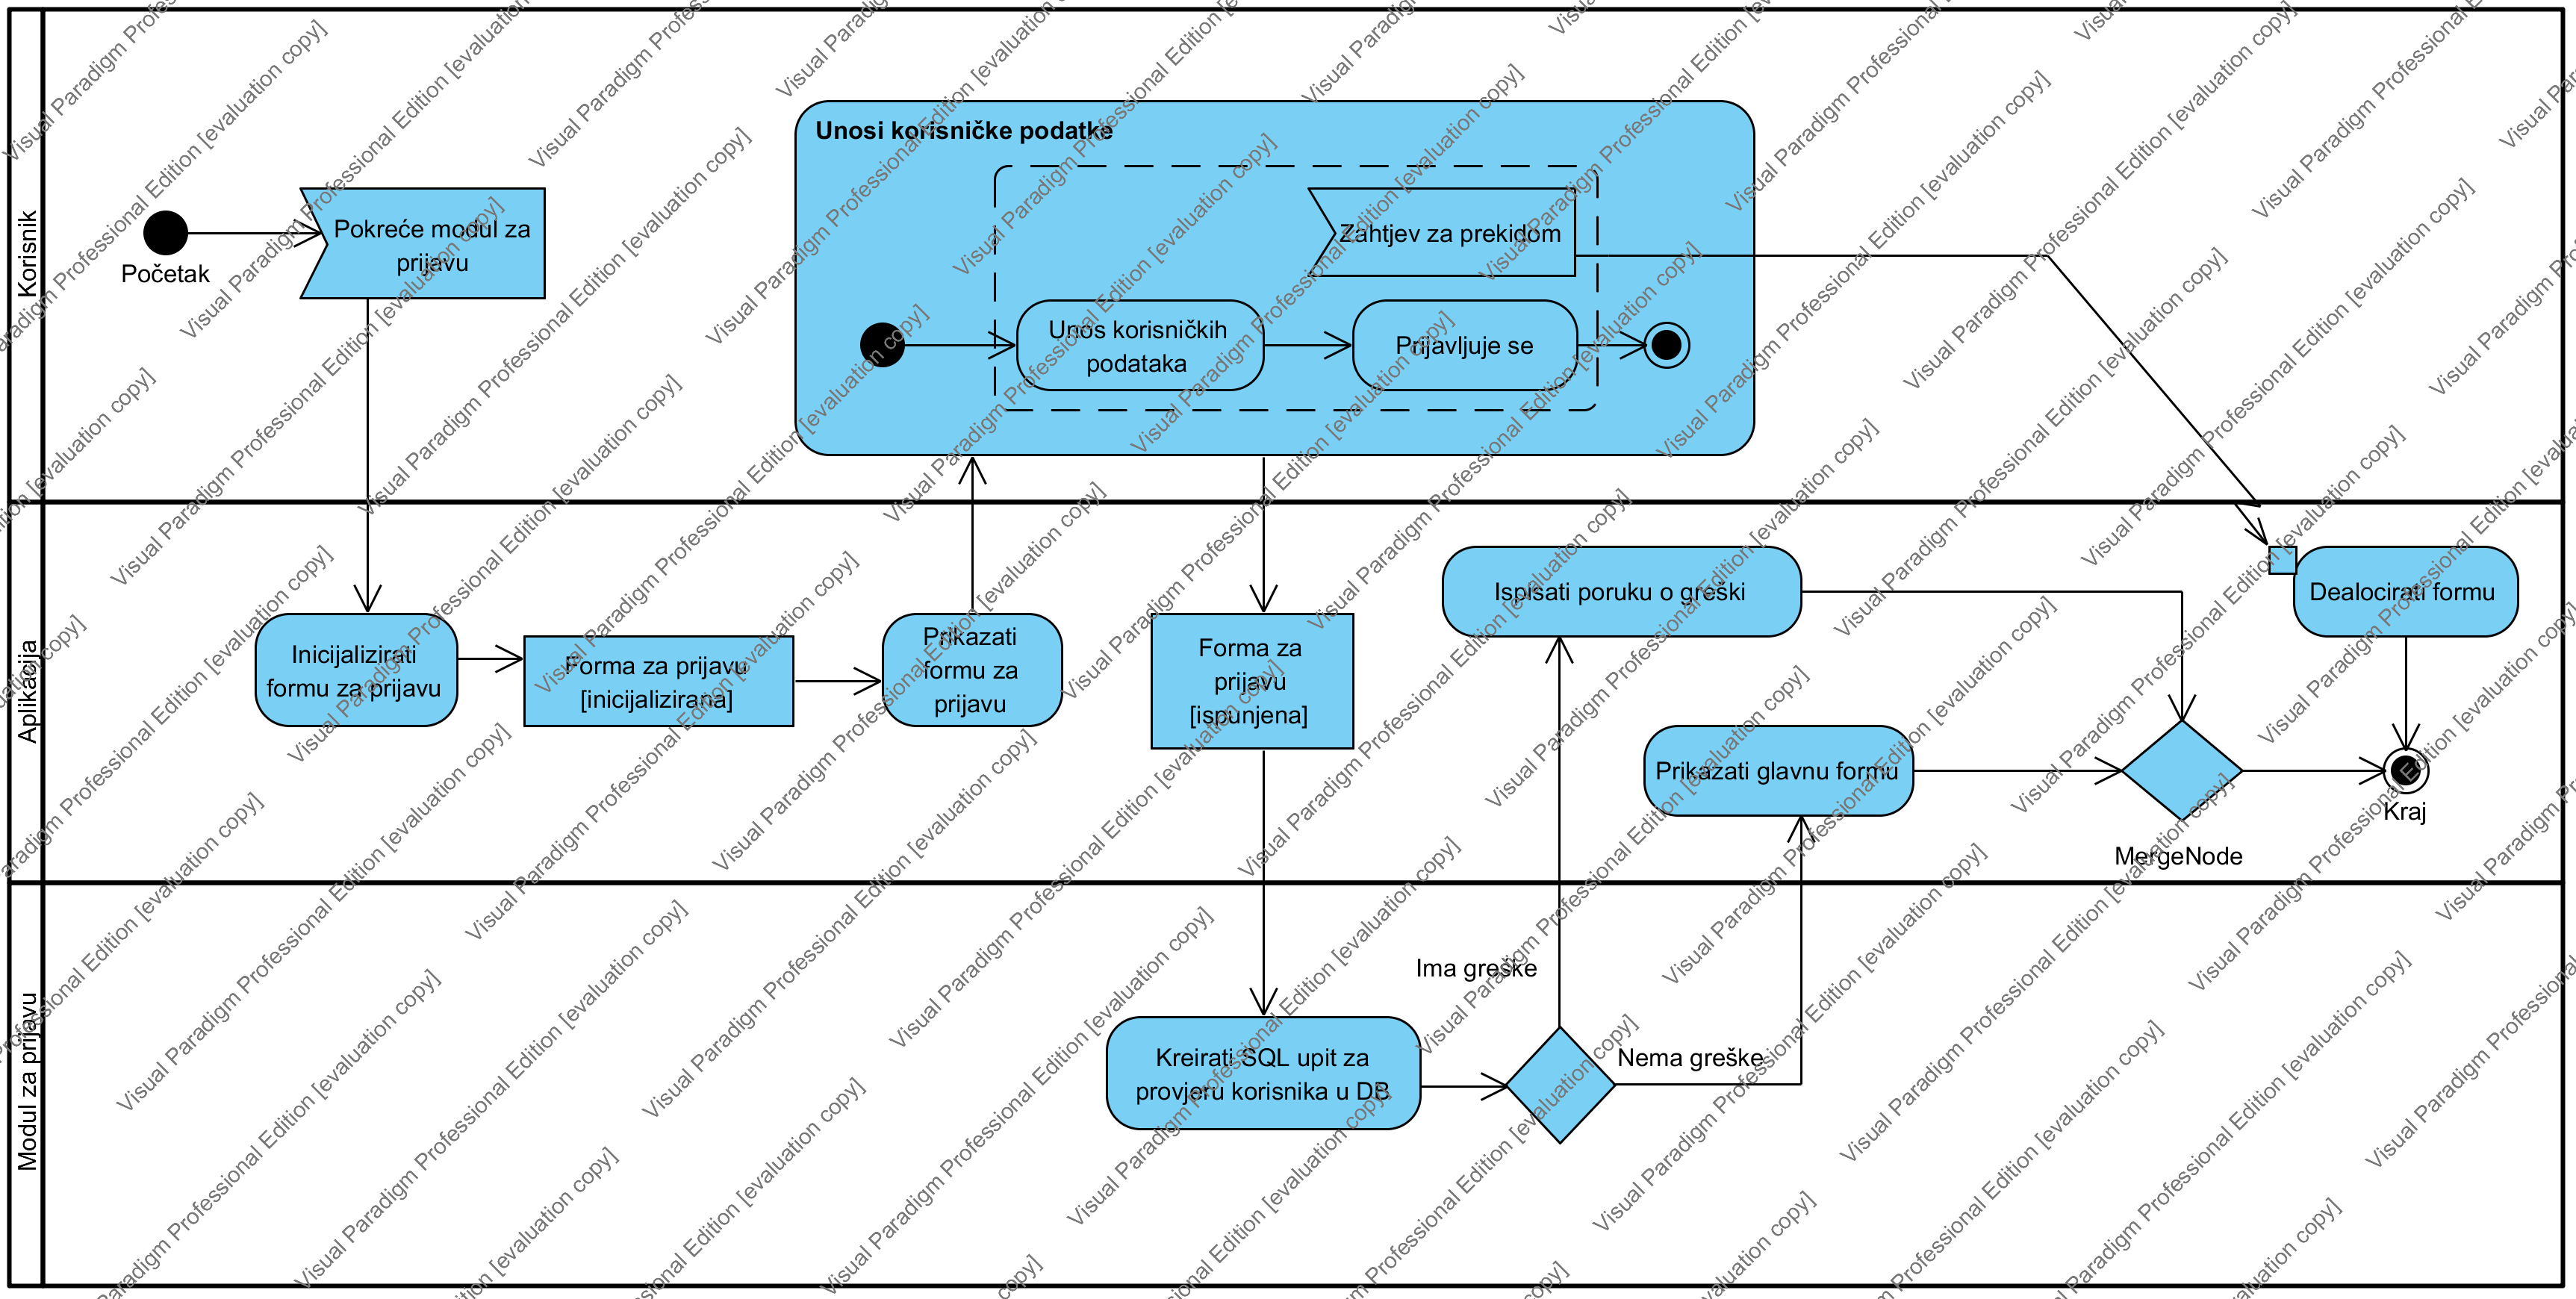 Korisnik
Početak
Pokreće modul za
prijavu
Unosi korisničke podatke
Zahtjev za prekidom
Unos korisničkih
podataka
Prijavljuje se
Aplikacija
Inicijalizirati
formu za prijavu
Forma za prijavu
[inicijalizirana]
Prikazati
formu za
prijavu
Forma za
prijavu
[ispunjena]
Ispisati poruku o greški
Prikazati glavnu formu
Dealocirati formu
Kraj
MergeNode
Modul za prijavu
Kreirati SQL upit za
provjeru korisnika u DB
Ima greške
Nema greške
Visual Paradigm Professional Edition [evaluation copy]